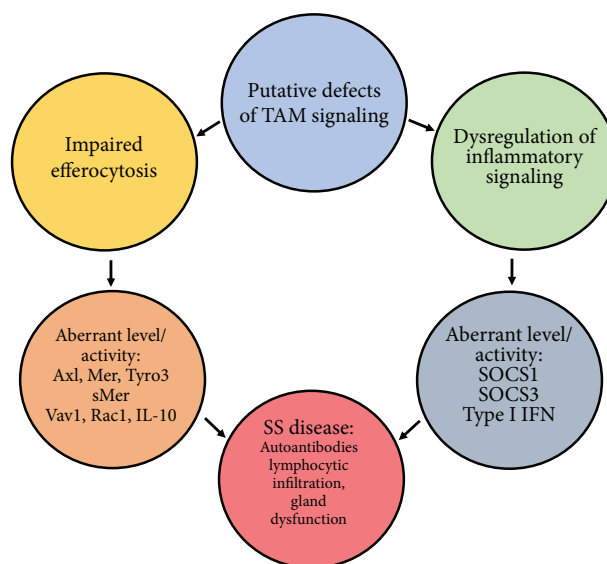 Putative defects
of TAM signaling
Impaired
efferocytosis
Dysregulation of
inflammatory
signaling
Aberrant level/
activity:
Axl, Mer, Tyro3
sMer
Vav1, Rac1, IL-10
Aberrant level/
activity:
SOCS1
SOCS3
Type I IFN
SS disease:
Autoantibodies
lymphocytic
infiltration,
gland
dysfunction